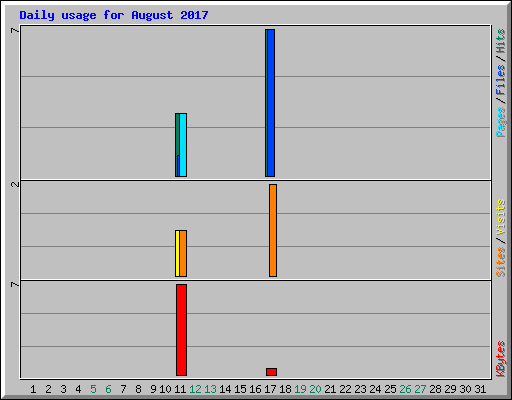 Daily usage for August 2017
7
2
7
Pages / Files / Hits
Sites / Visits
KBytes
1 2 3 4 5 6 7 8 9 10 11 12 13 14 15 16 17 18 19 20 21 22 23 24 25 26 27 28 29 30 31